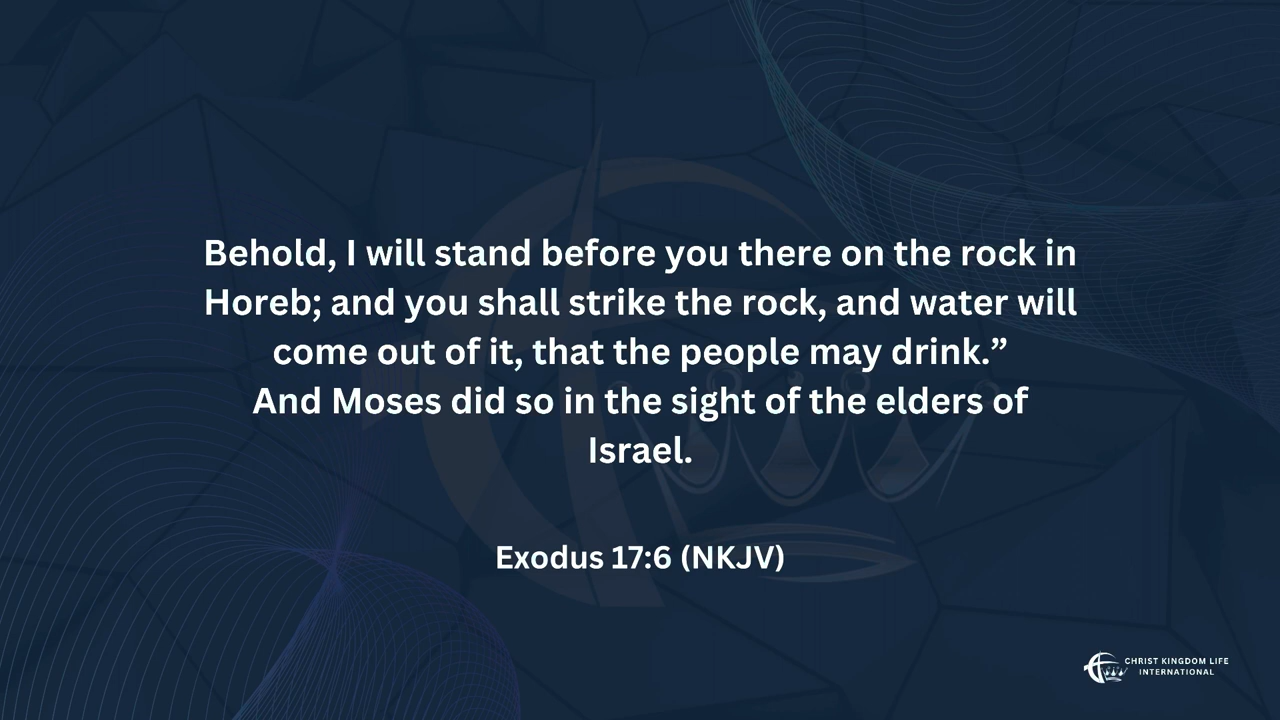 Behold, I will stand before you there on the rock in
Horeb; and you shall strike the rock, and water will
come out of it, that the people may drink.”
And Moses did so in the sight of the elders of
Israel.
Exodus 17:6 (NKJV)
CHRIST KINGDOM LIFE
INTERNATIONAL